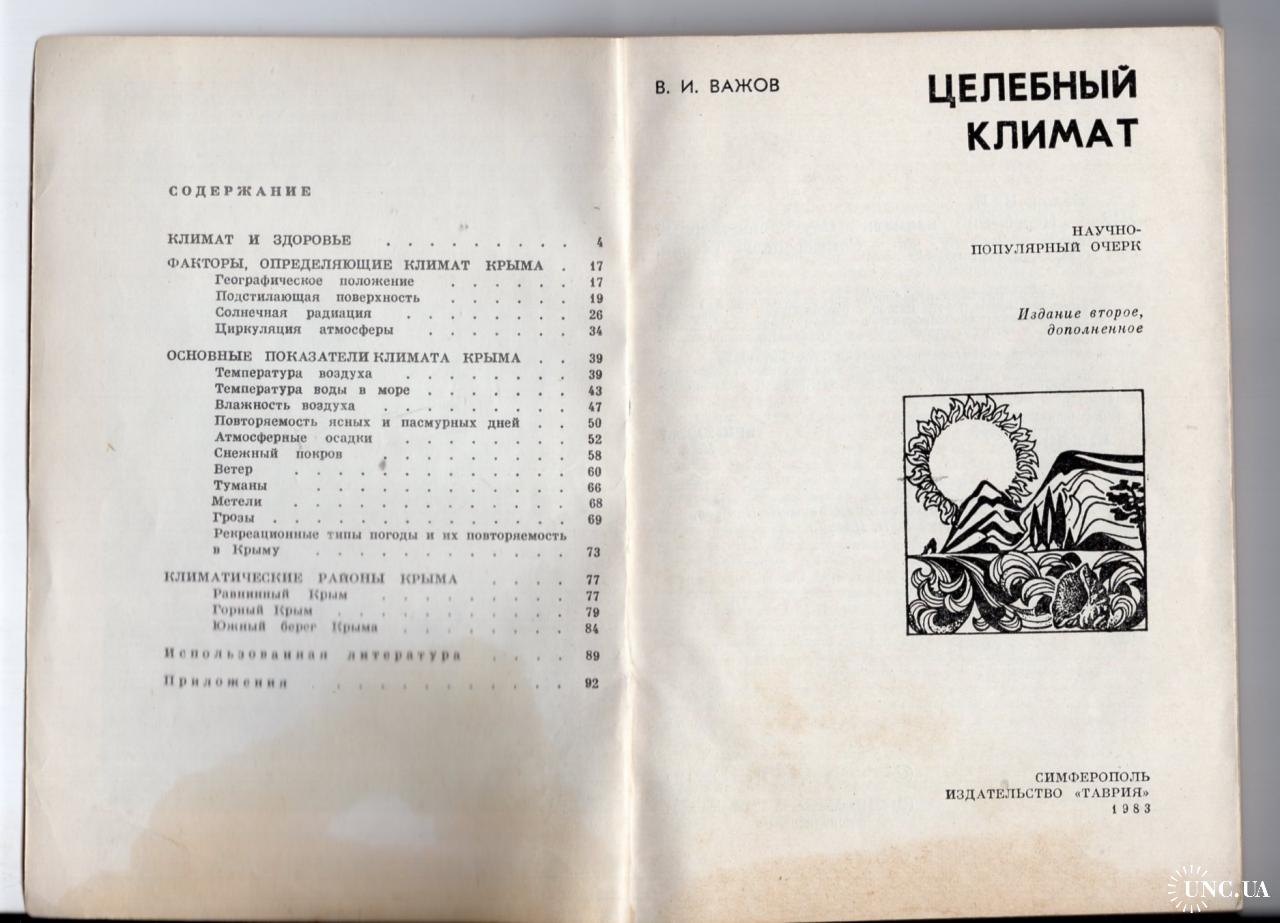 СОДЕРЖАНИЕ
КЛИМАТ И ЗДОРОВЬЕ . . . . . . . . . 4
ФАКТОРЫ, ОПРЕДЕЛЯЮЩИЕ КЛИМАТ КРЫМА . 17
Географическое положение . . . . . . 17
Подстилающая поверхность . . . . . . 19
Солнечная радиация . . . . . . . 26
Циркуляция атмосферы . . . . . . 34
ОСНОВНЫЕ ПОКАЗАТЕЛИ КЛИМАТА КРЫМА . . 39
Температура воздуха . . . . . . . 39
Температура воды в море . . . . . . 43
Влажность воздуха . . . . . . . . 47
Повторяемость ясных и пасмурных дней . . 50
Атмосферные осадки . . . . . . . 52
Снежный покров . . . . . . . . 58
Ветер . . . . . . . . . . . 60
Туманы . . . . . . . . . . 66
Метели . . . . . . . . . . . 68
Грозы . . . . . . . . . . . . 69
Рекреационные типы погоды и их повторяемость
в Крыму . . . . . . . . . . 73
КЛИМАТИЧЕСКИЕ РАЙОНЫ КРЫМА . . . . 77
Равнинный Крым . . . . . . . . 77
Горный Крым . . . . . . . . . 79
Южный берег Крыма . . . . . . . 84
Использованная литература . . . . 89
Приложения . . . . . . . . . . 92
В. И. ВАЖОВ
ЦЕЛЕБНЫЙ
КЛИМАТ
НАУЧНО-
ПОПУЛЯРНЫЙ ОЧЕРК
Издание второе,
дополненное
СИМФЕРОПОЛЬ
ИЗДАТЕЛЬСТВО «ТАВРИЯ»
1983
UNC.UA